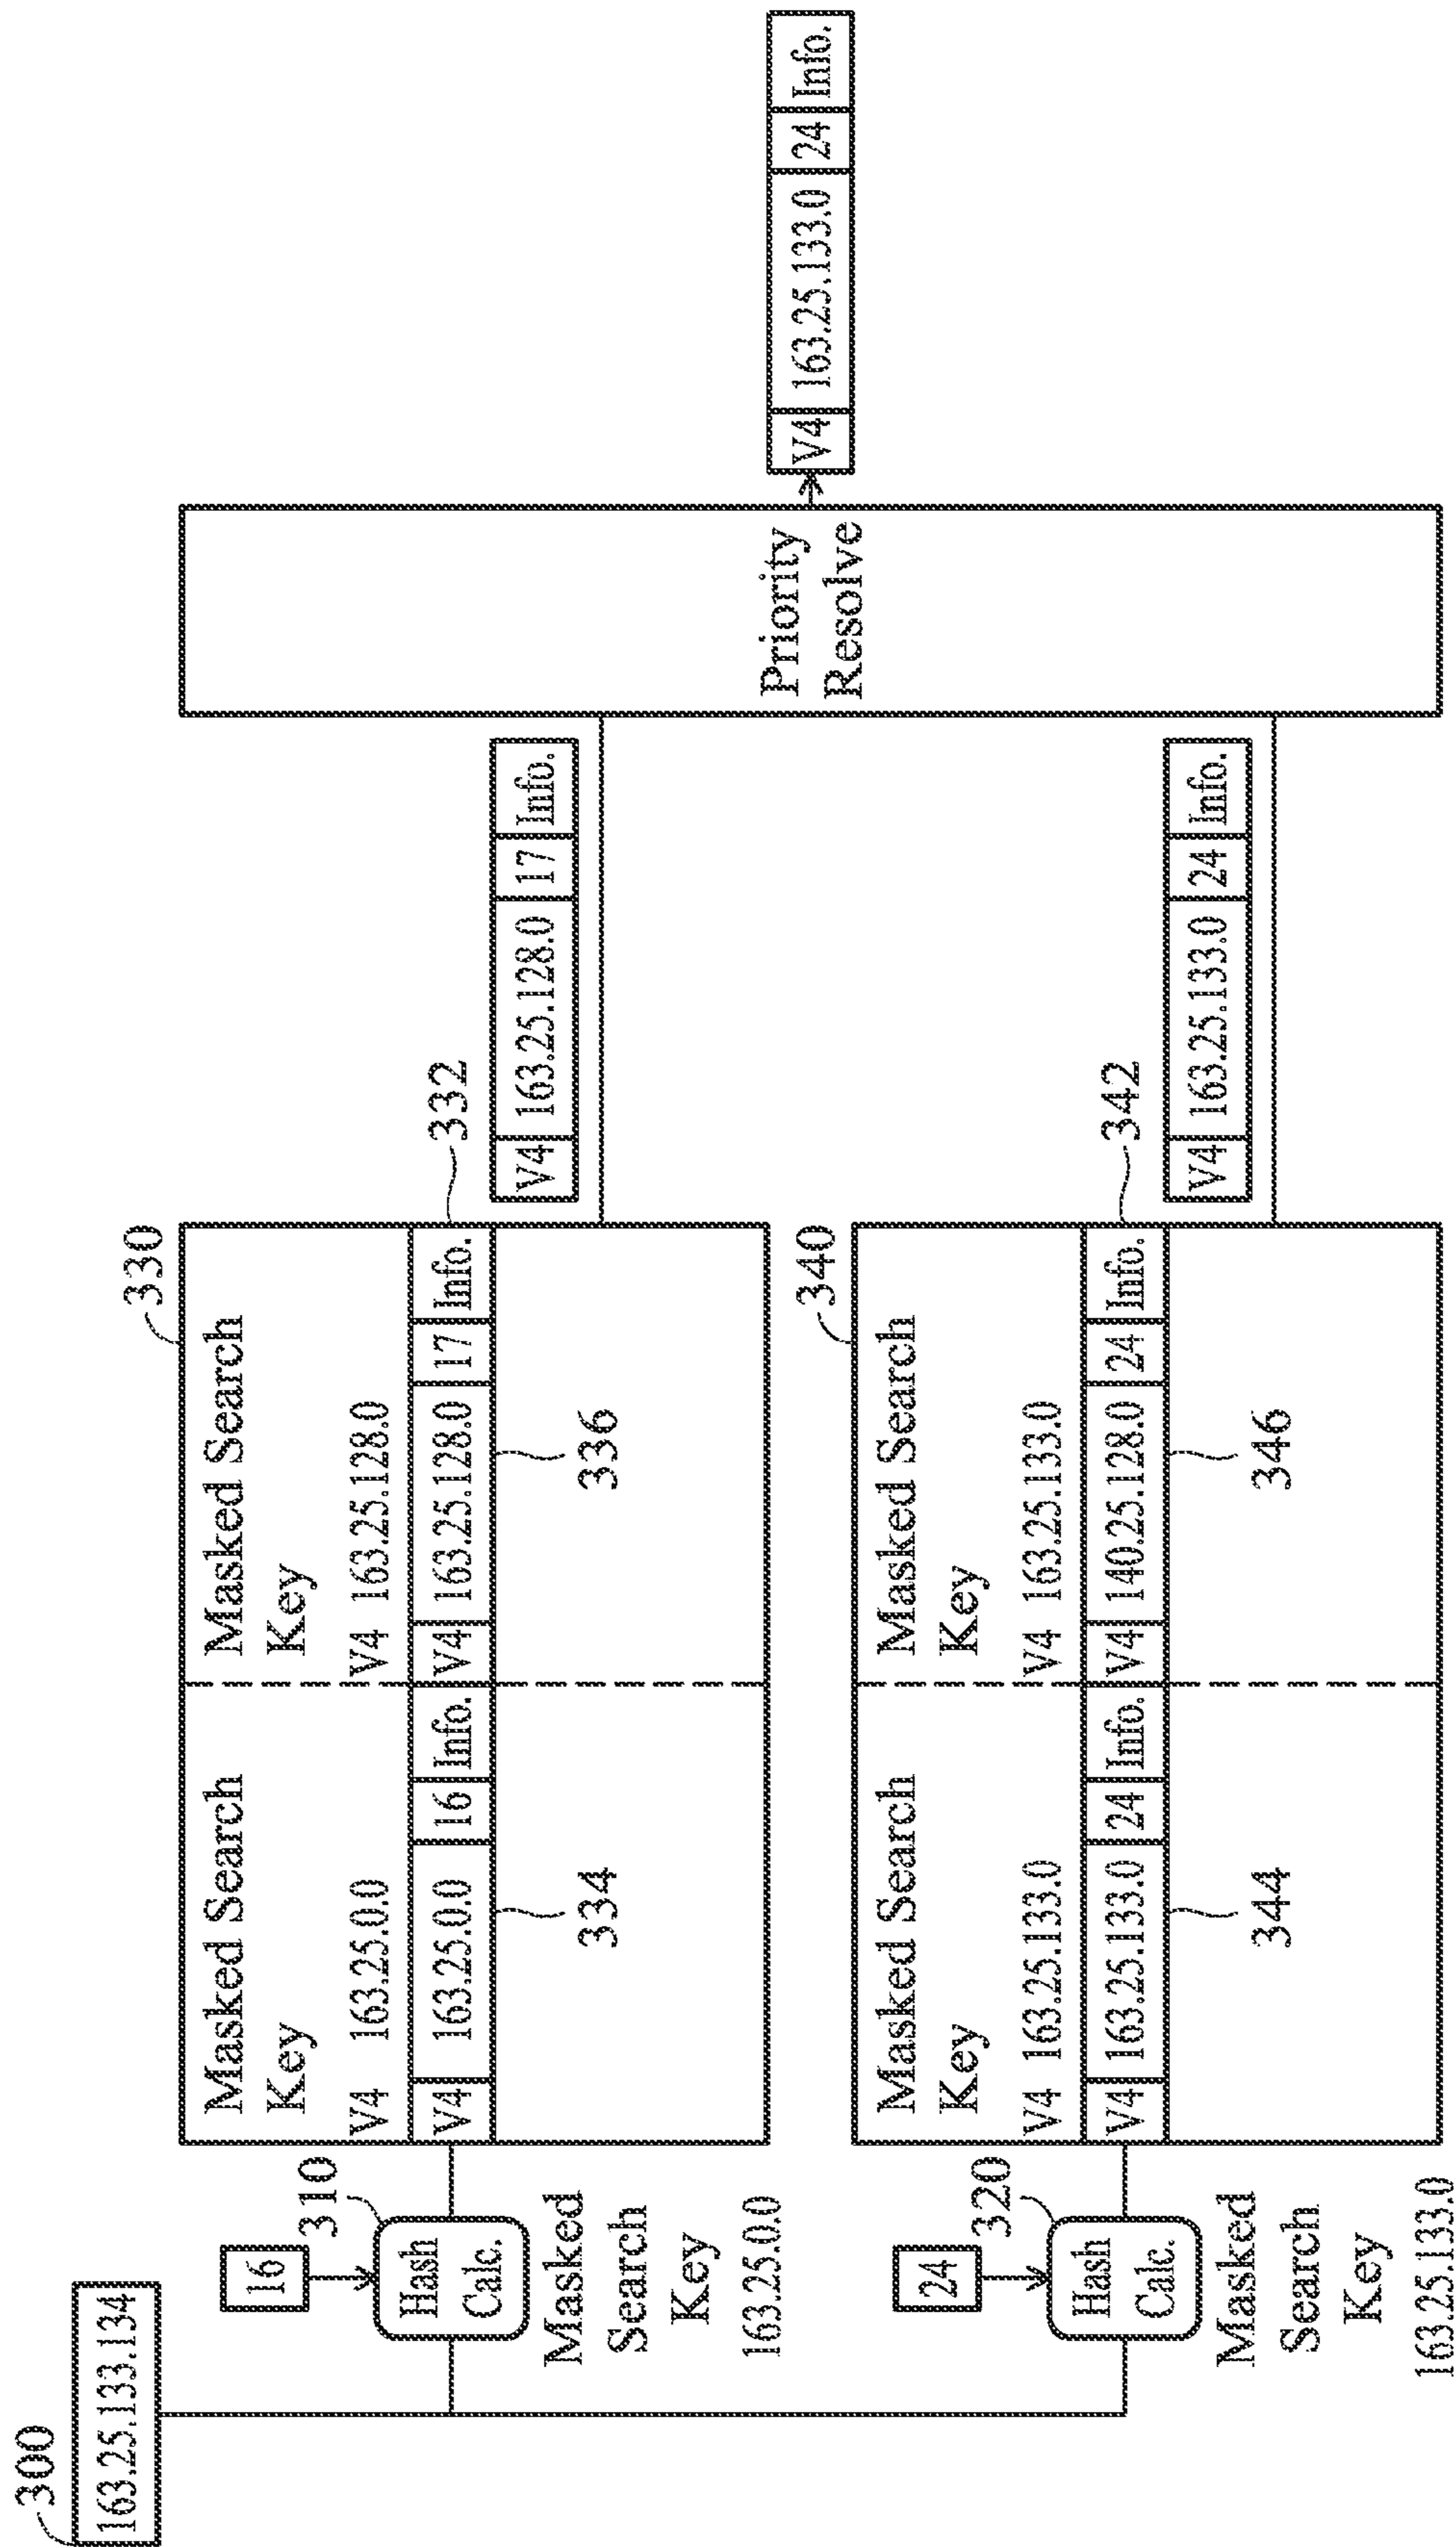 300
163.25.133.134
16
310
Hash
Calc.
Masked
Search
Key
163.25.0.0
24
320
Hash
Calc.
Masked
Search
Key
163.25.133.0
330
Masked Search
Key
V4 163.25.0.0
V4 163.25.0.0 16 Info.
334
Masked Search
Key
V4 163.25.128.0
V4 163.25.128.0 17 Info.
336
332
V4 163.25.128.0 17 Info.
340
Masked Search
Key
V4 163.25.133.0
V4 163.25.133.0 24 Info.
344
Masked Search
Key
V4 163.25.133.0
V4 140.25.128.0 24 Info.
346
342
V4 163.25.133.0 24 Info.
Priority
Resolve
V4 163.25.133.0 24 Info.